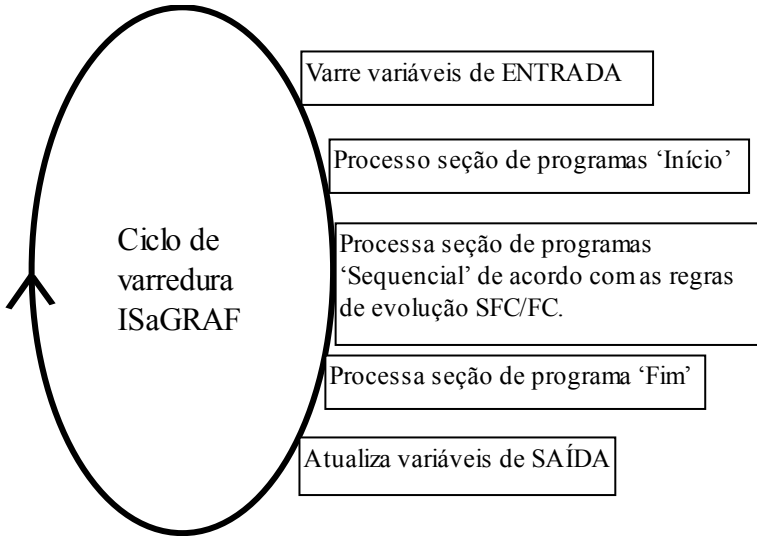 Varre variáveis de ENTRADA
Processo seção de programas ‘Início’
Ciclo de
varredura
ISaGRAF
Processa seção de programas
‘Sequencial’ de acordo com as regras
de evolução SFC/FC.
Processa seção de programa ‘Fim’
Atualiza variáveis de SAÍDA